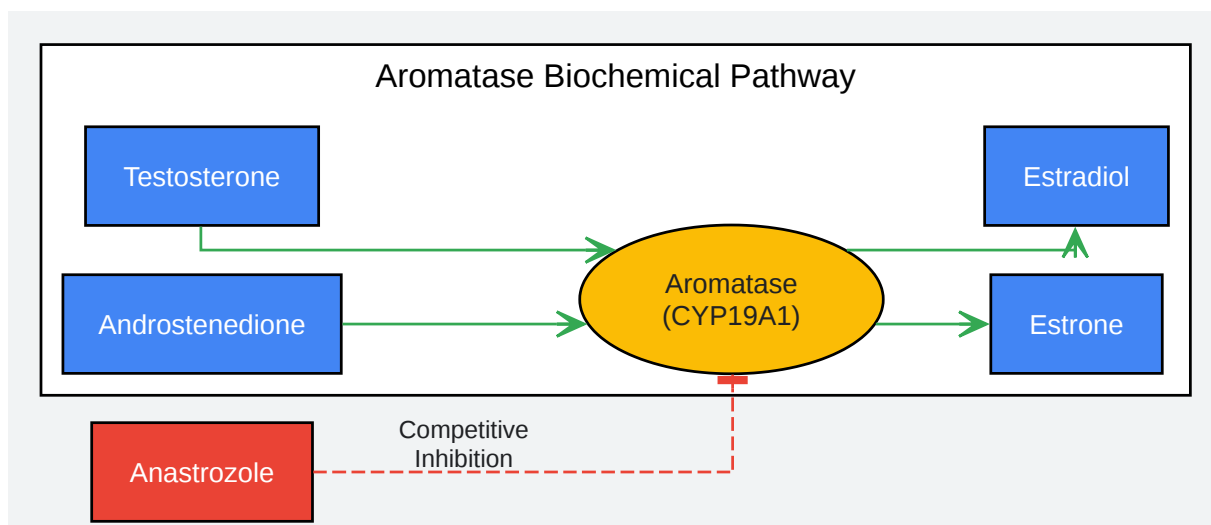 Aromatase Biochemical Pathway
Testosterone
Estradiol
Aromatase
(CYP19A1)
Androstenedione
Estrone
Competitive
Inhibition
Anastrozole